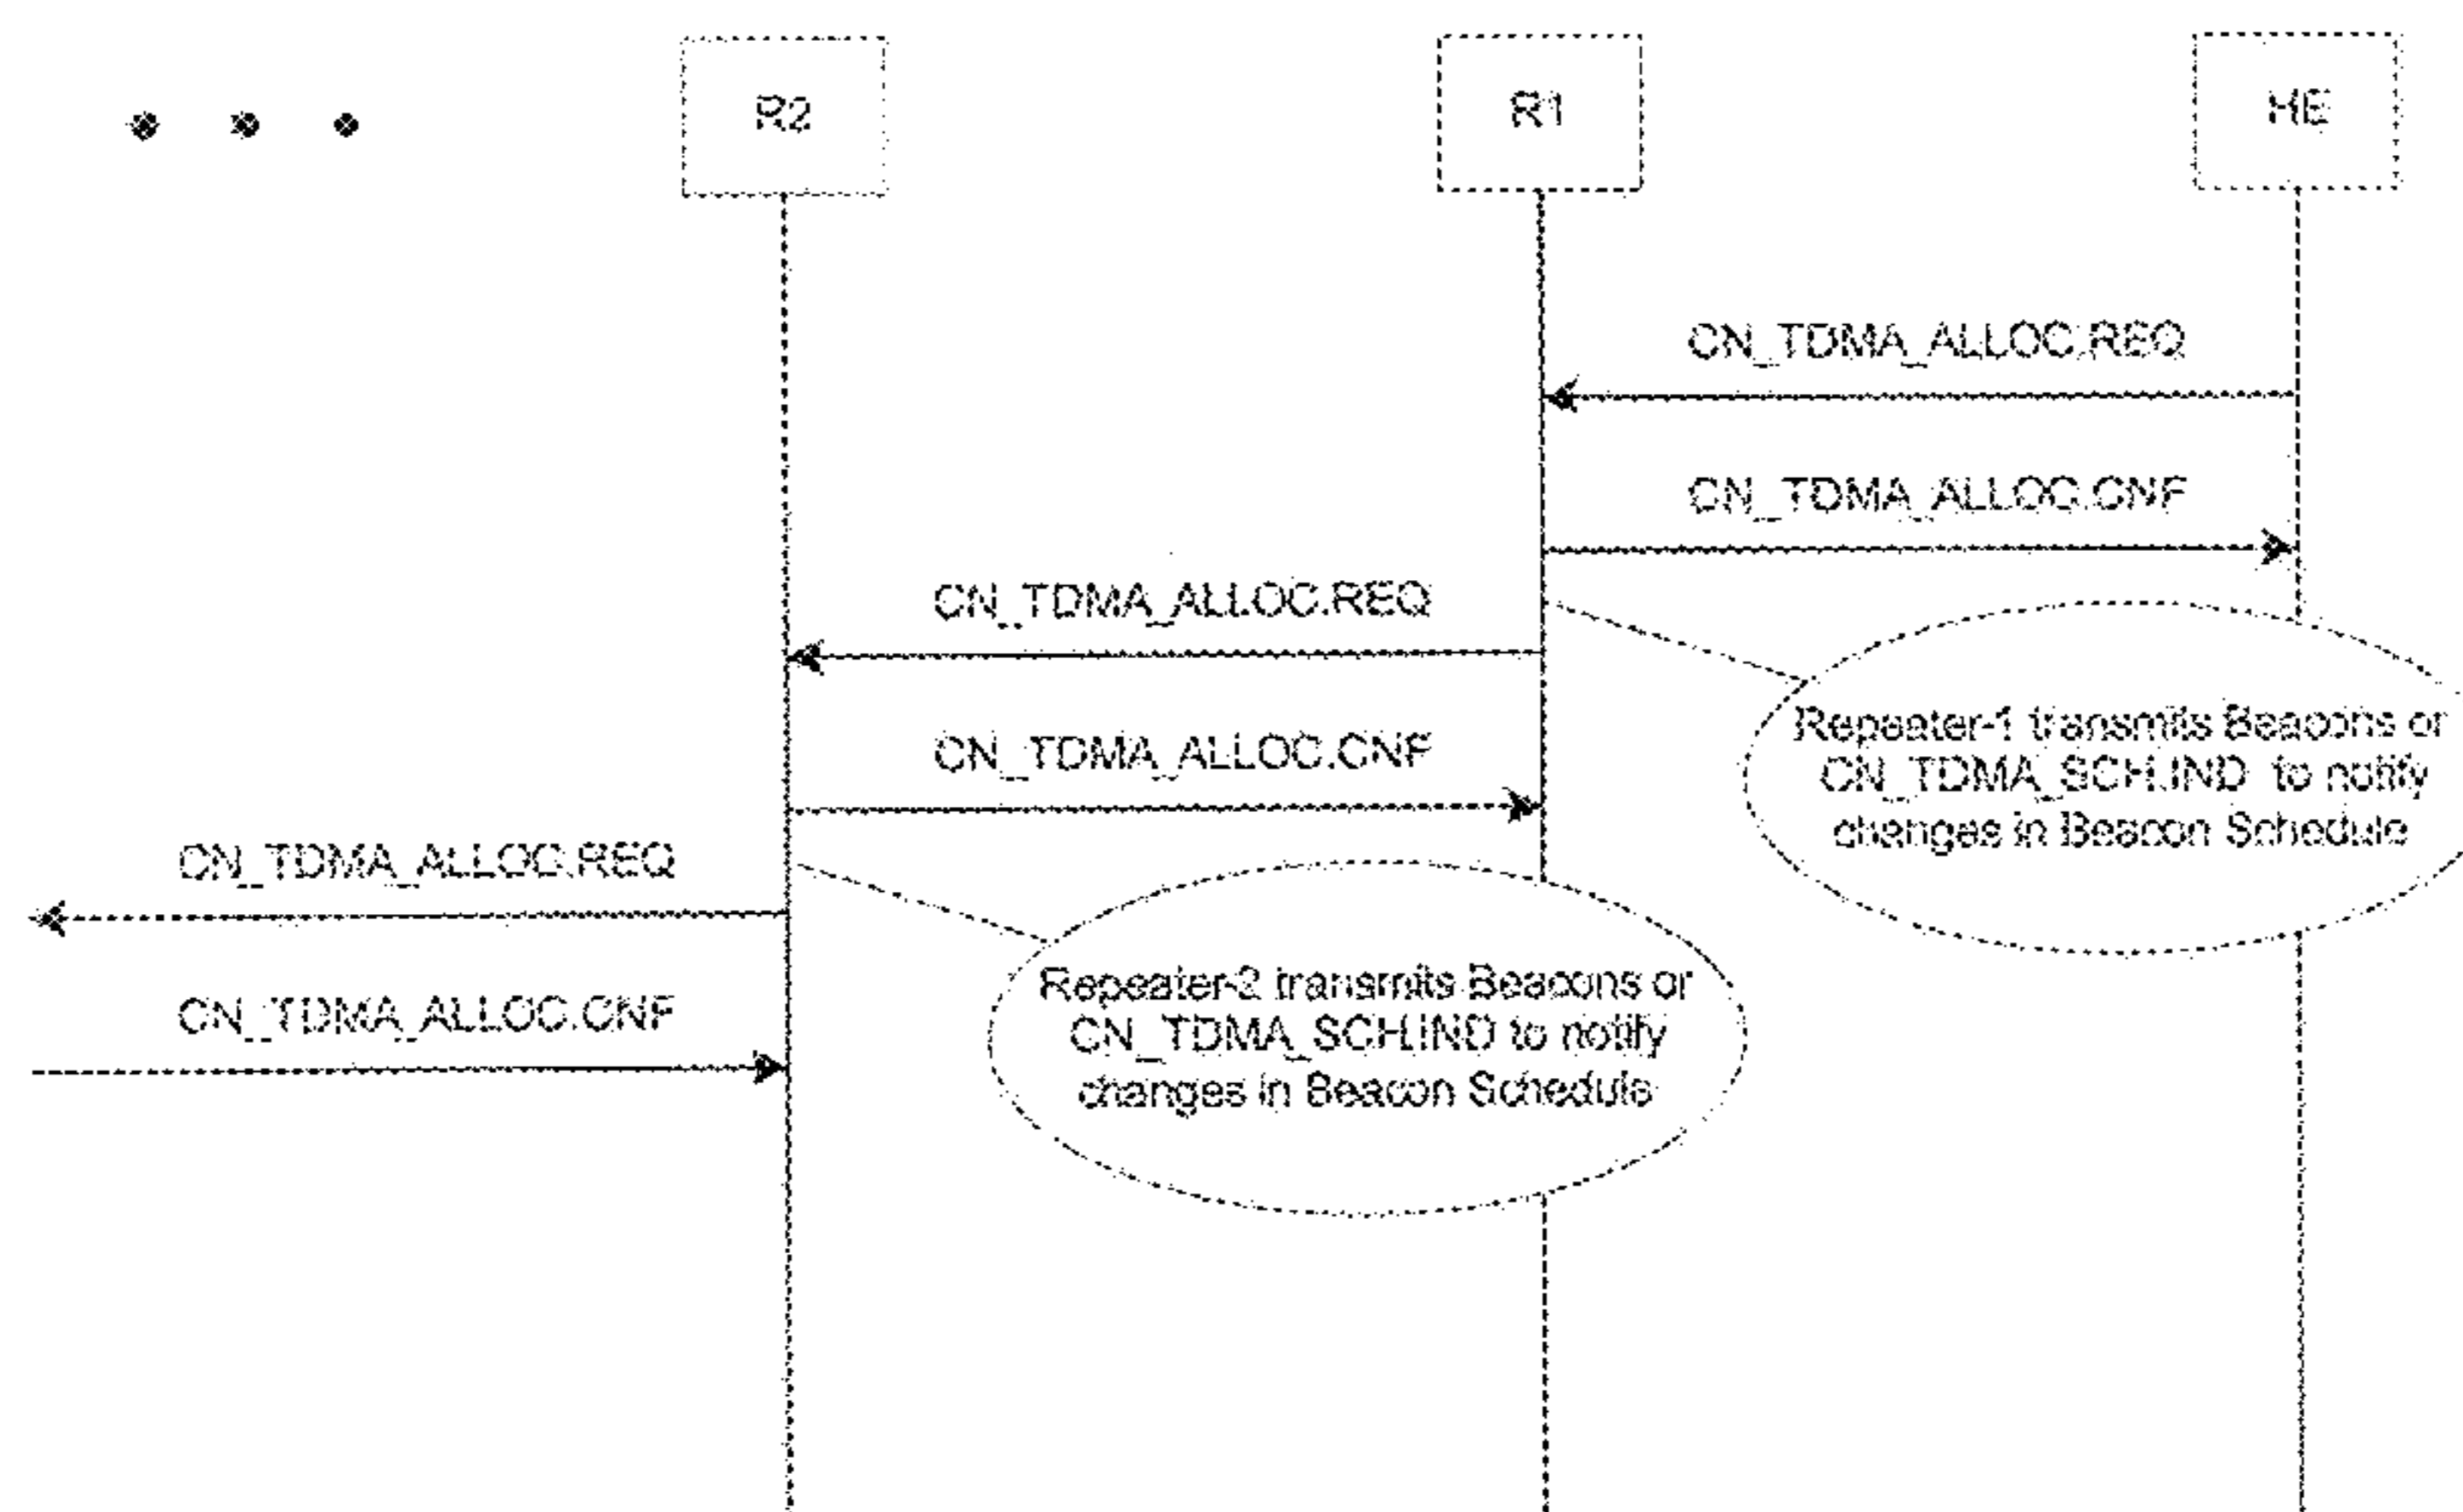 R2
R1
HE
CN_TDMA_ALLOC.REQ
CN_TDMA_ALLOC.CNF
CN_TDMA_ALLOC.REQ
Repeater-1 transmits Beacons or
CN_TDMA_SCH.IND to notify
changes in Beacon Schedule
CN_TDMA_ALLOC.CNF
CN_TDMA_ALLOC.REQ
Repeater-2 transmits Beacons or
CN_TDMA_SCH.IND to notify
changes in Beacon Schedule
CN_TDMA_ALLOC.CNF